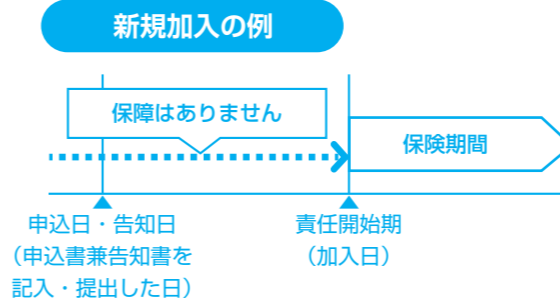 新規加入の例
保障はありません
保険期間
申込日・告知日
（申込書兼告知書を
記入・提出した日）
責任開始期
（加入日）